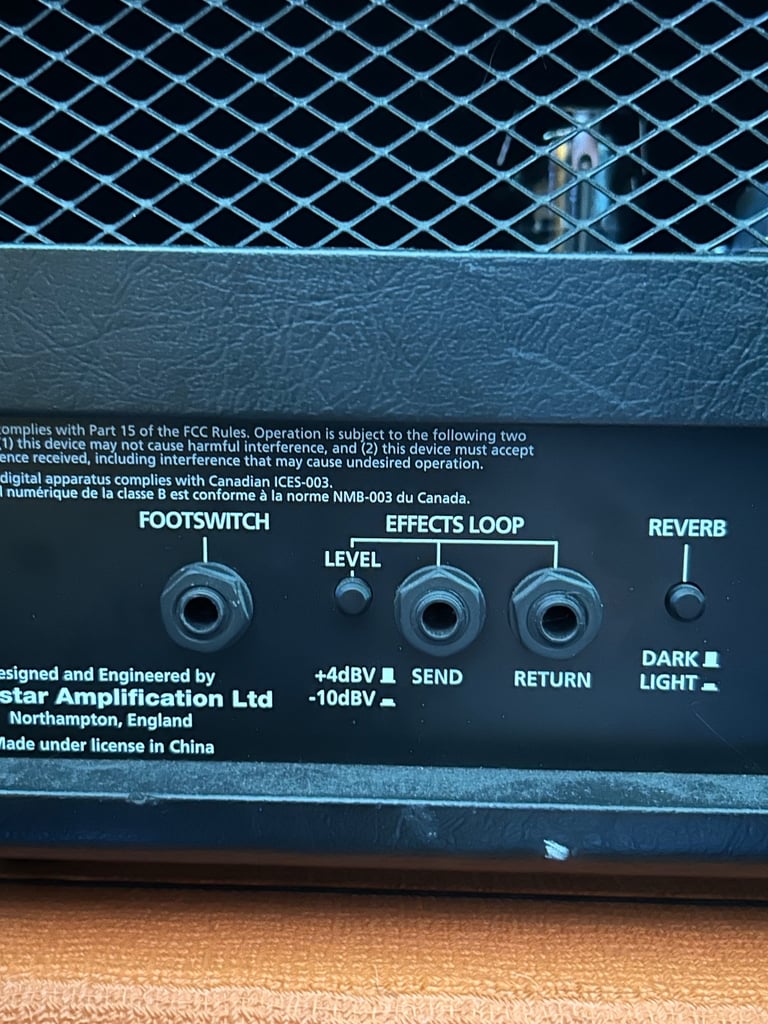 complies with Part 15 of the FCC Rules. Operation is subject to the following two
(1) this device may not cause harmful interference, and (2) this device must accept
ence received, including interference that may cause undesired operation.
digital apparatus complies with Canadian ICES-003.
l numérique de la classe B est conforme à la norme NMB-003 du Canada.
FOOTSWITCH
EFFECTS LOOP
REVERB
LEVEL
+4dBV
SEND
RETURN
DARK
-10dBV
LIGHT
esigned and Engineered by
star Amplification Ltd
Northampton, England
Made under license in China